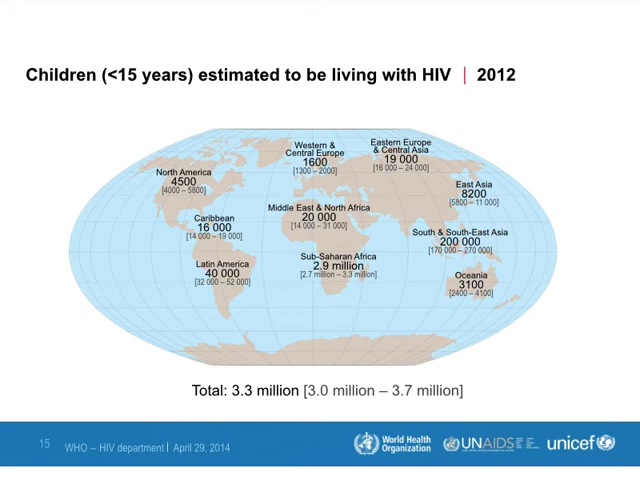 Children (<15 years) estimated to be living with HIV | 2012
Western &
Central Europe
1600
[1300 – 2000]
Eastern Europe
& Central Asia
19 000
[16 000 – 24 000]
North America
4500
[4000 – 5800]
East Asia
8200
[5800 – 11 000]
Caribbean
16 000
[14 000 – 19 000]
Middle East & North Africa
20 000
[14 000 – 31 000]
South & South-East Asia
200 000
[170 000 – 270 000]
Latin America
40 000
[32 000 – 52 000]
Sub-Saharan Africa
2.9 million
[2.7 million – 3.3 million]
Oceania
3100
[2400 – 4100]
Total: 3.3 million [3.0 million – 3.7 million]
15
WHO – HIV department | April 29, 2014
World Health
Organization
UNAIDS
unicef